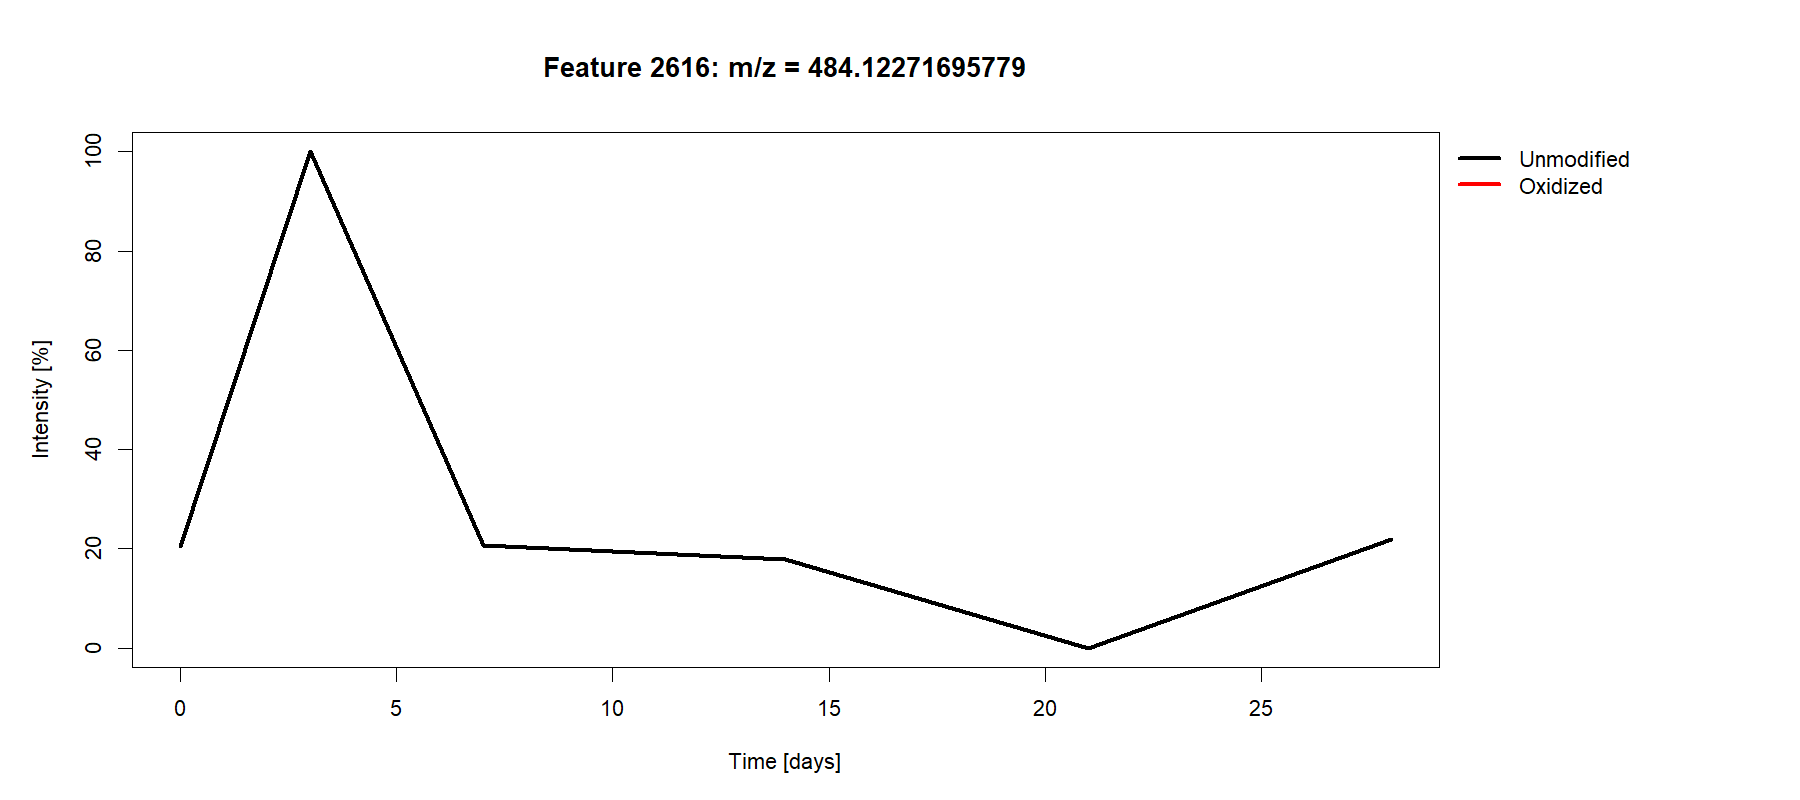 Feature 2616: m/z = 484.12271695779
Unmodified
Oxidized
Intensity [%]
100
80
60
40
20
0
0 5 10 15 20 25
Time [days]